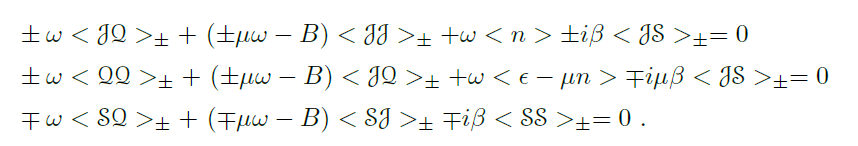 ± ω < 𝒥𝒬 >± + (±μω − B) < 𝒥𝒥 >± +ω < n > ±iβ < 𝒥𝒮 >±= 0
± ω < 𝒬𝒬 >± + (±μω − B) < 𝒥𝒬 >± +ω < ϵ − μn > ∓iμβ < 𝒥𝒮 >±= 0
∓ ω < 𝒮𝒬 >± + (∓μω − B) < 𝒮𝒥 >± ∓iβ < 𝒮𝒮 >±= 0 .